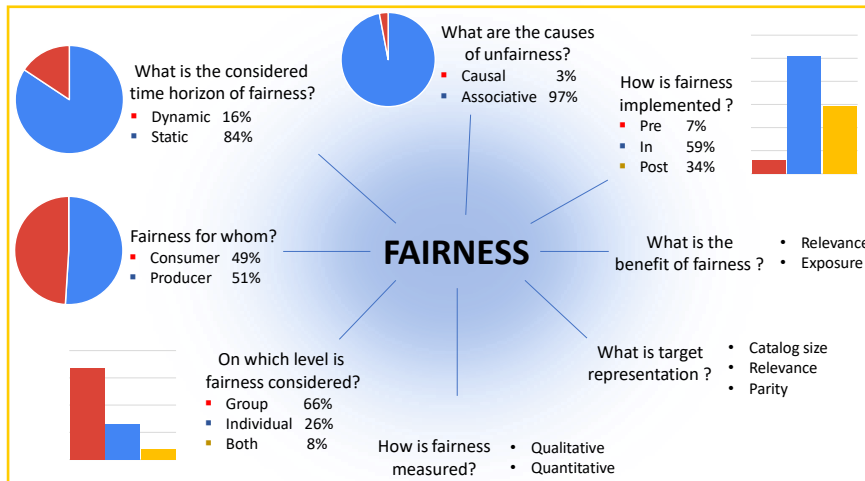 What is the considered
time horizon of fairness?
Dynamic 16%
Static 84%
What are the causes
of unfairness?
Causal 3%
Associative 97%
How is fairness
implemented ?
Pre 7%
In 59%
Post 34%
Fairness for whom?
Consumer 49%
Producer 51%
FAIRNESS
What is the
benefit of fairness ?
• Relevance
• Exposure
On which level is
fairness considered?
Group 66%
Individual 26%
Both 8%
What is target
representation ?
• Catalog size
• Relevance
• Parity
How is fairness
measured?
• Qualitative
• Quantitative